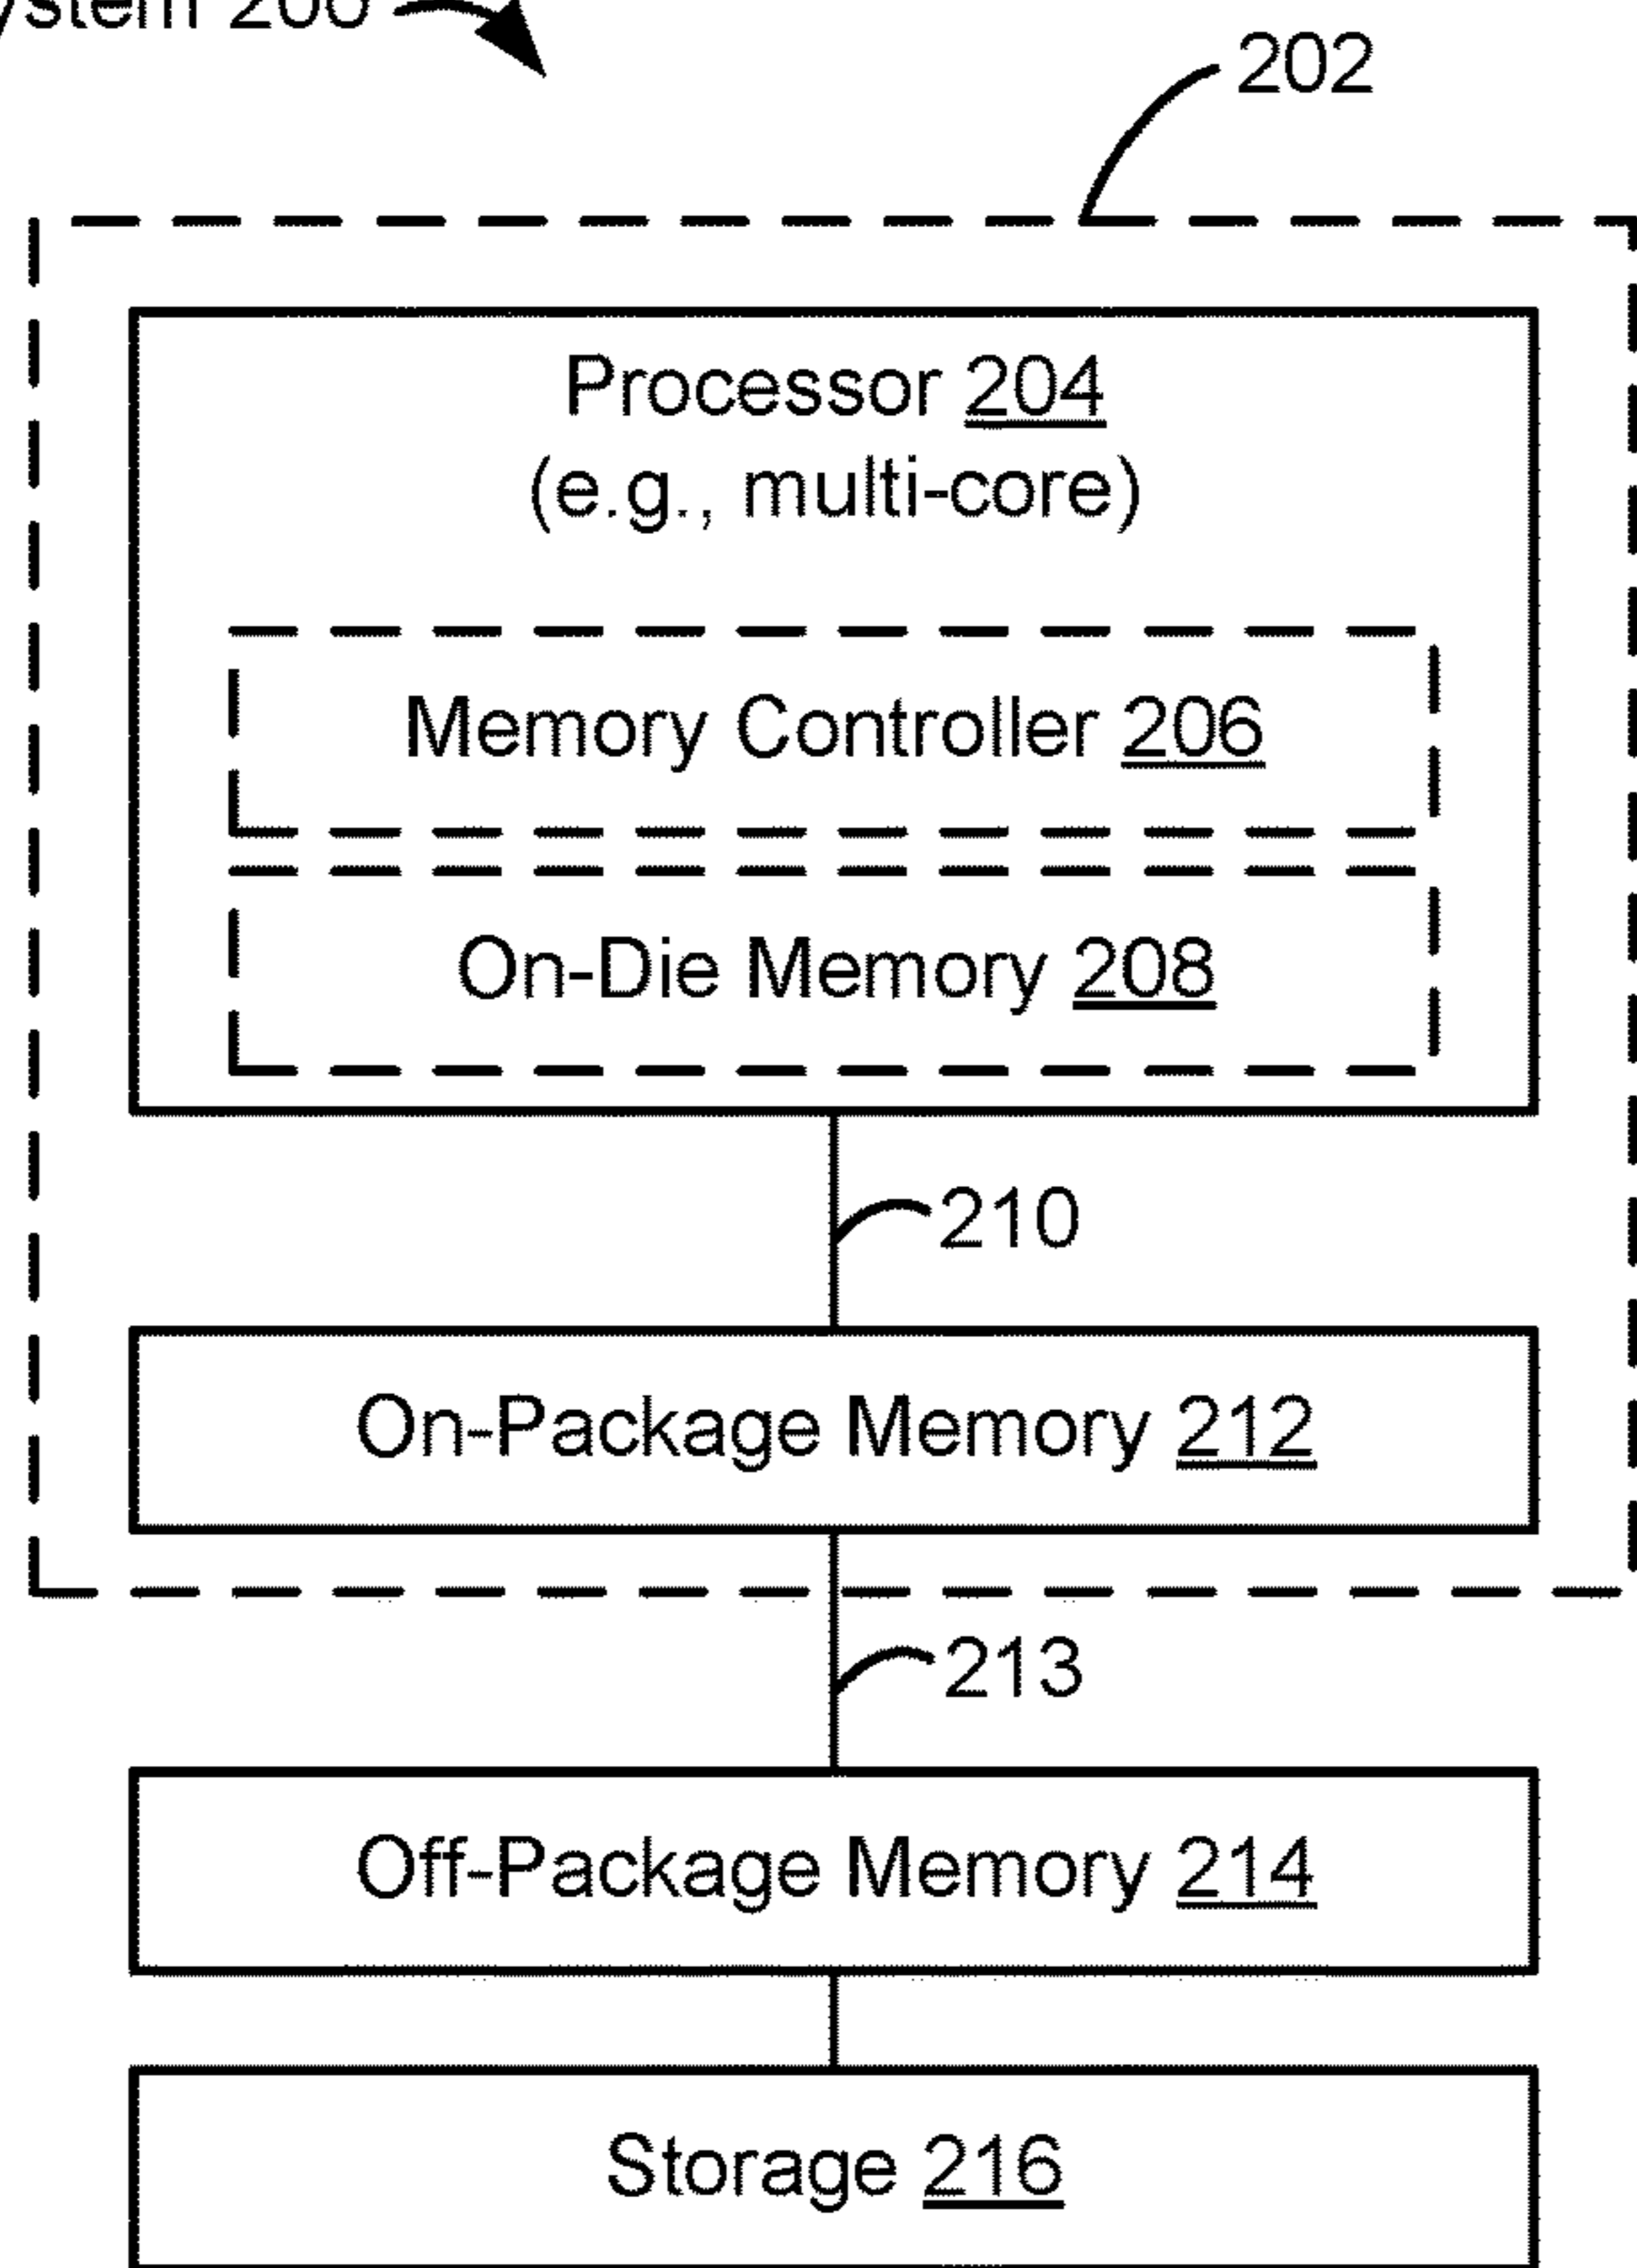 ystem 200
202
Processor 204
(e.g., multi-core)
Memory Controller 206
On-Die Memory 208
210
On-Package Memory 212
213
Off-Package Memory 214
Storage 216